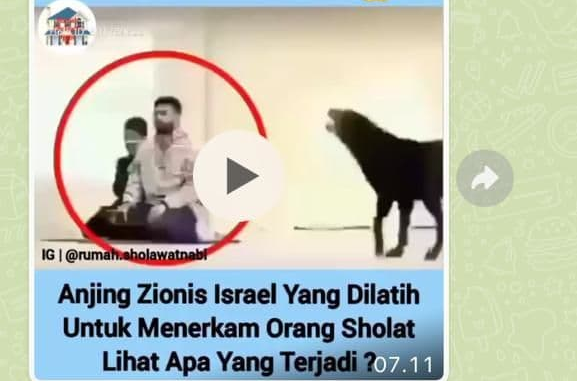 IG | @rumah.sholawatnabi
Anjing Zionis Israel Yang Dilatih
Untuk Menerkam Orang Sholat
Lihat Apa Yang Terjadi ?
07.11